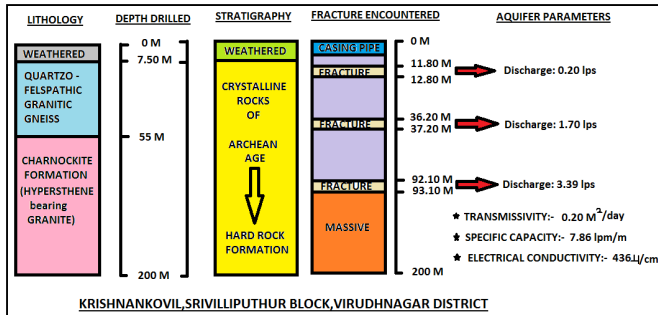 LITHOLOGY
DEPTH DRILLED
STRATIGRAPHY
FRACTURE ENCOUNTERED
AQUIFER PARAMETERS
WEATHERED
QUARTZO -
FELSPATHIC
GRANITIC
GNEISS
CHARNOCKITE
FORMATION
(HYPERSTHENE
bearing
GRANITE)
0 M
7.50 M
55 M
200 M
WEATHERED
CRYSTALLINE
ROCKS
OF
ARCHEAN
AGE
HARD ROCK
FORMATION
CASING PIPE
FRACTURE
FRACTURE
FRACTURE
MASSIVE
0 M
11.80 M
12.80 M
36.20 M
37.20 M
92.10 M
93.10 M
200 M
Discharge: 0.20 lps
Discharge: 1.70 lps
Discharge: 3.39 lps
★ TRANSMISSIVITY:- 0.20 M²/day
★ SPECIFIC CAPACITY:- 7.86 lpm/m
★ ELECTRICAL CONDUCTIVITY:- 436µ/cm
KRISHNANKOVIL,SRIVILLIPUTHUR BLOCK,VIRUDHNAGAR DISTRICT